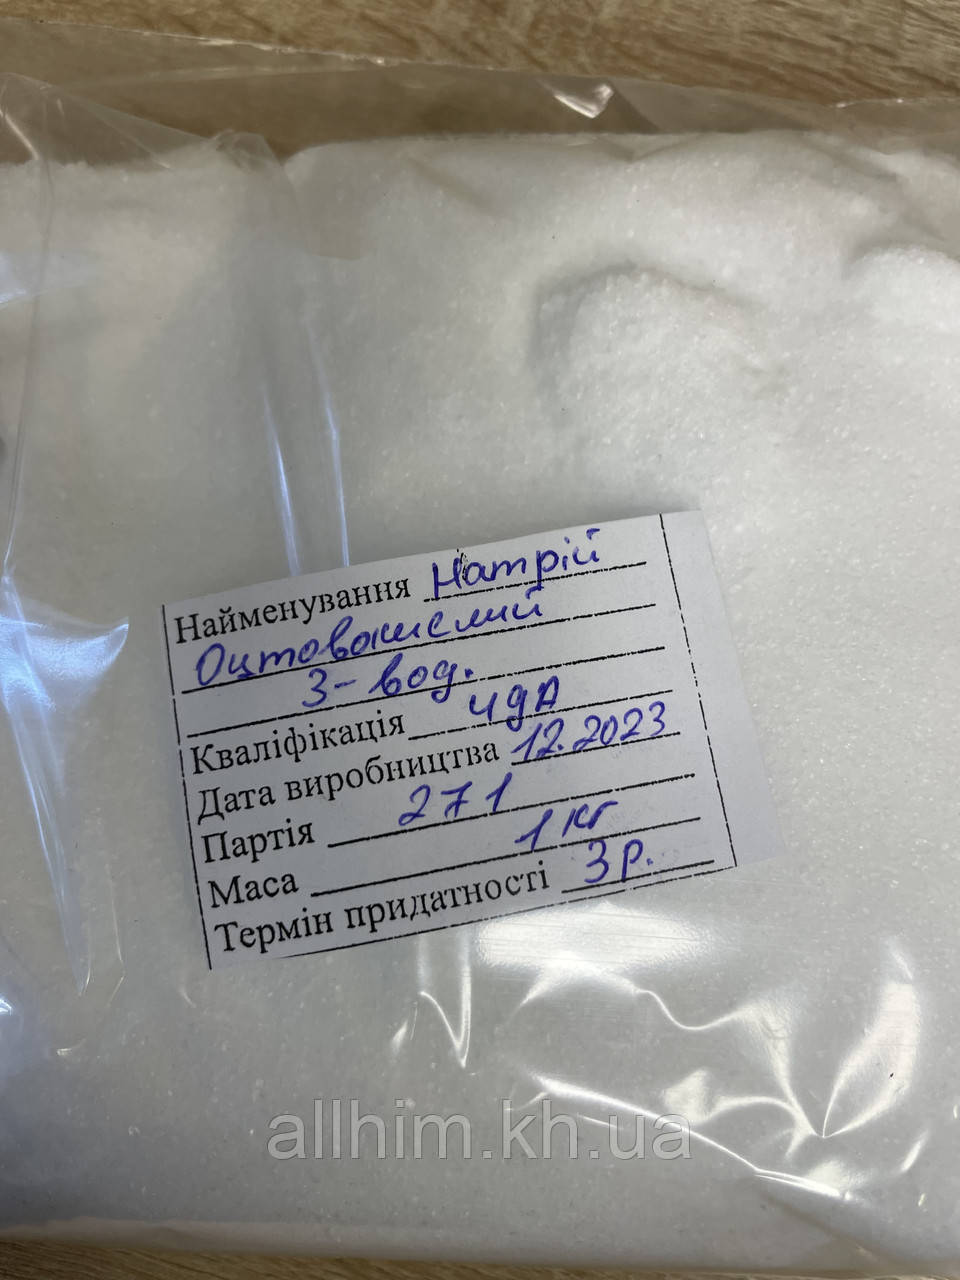 Найменування Натрій
Оцтовокислий
3-вод.
Кваліфікація чда
Дата виробництва 12.2023
Партія 271
Маса 1 кг
Термін придатності 3 р.
allhim.kh.ua